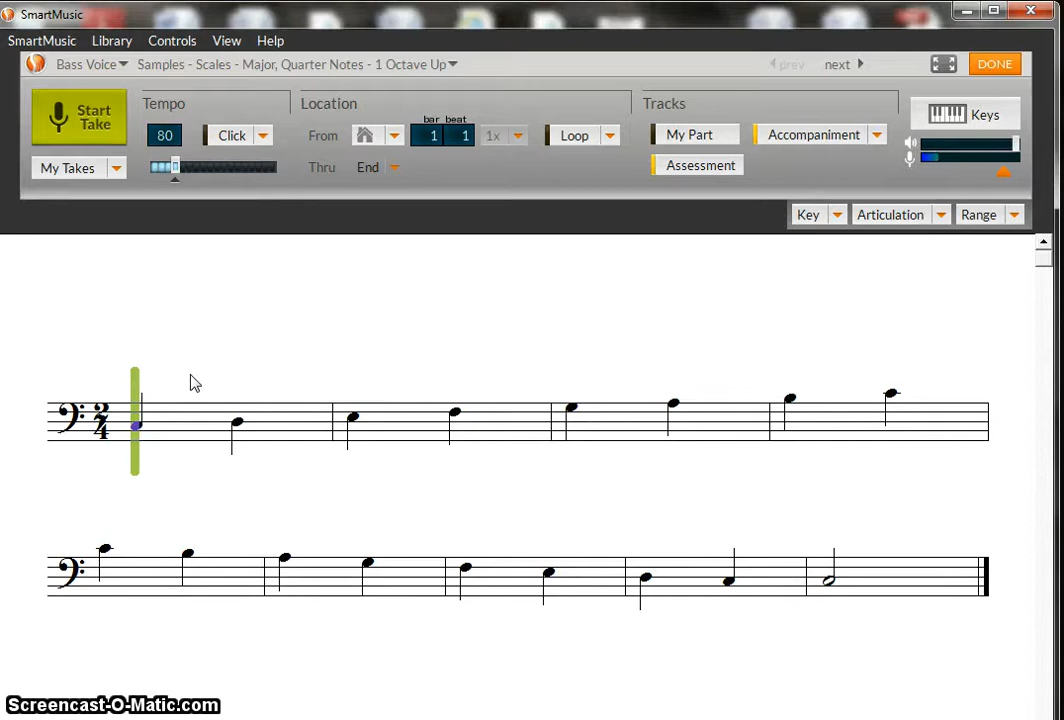 SmartMusic
SmartMusic Library Controls View Help
Bass Voice Samples - Scales - Major, Quarter Notes - 1 Octave Up prev next DONE
Start Take Tempo Location Tracks
bar beat
80 Click From 1 1 1x Loop My Part Accompaniment Keys
My Takes Thru End Assessment
Key Articulation Range
2
4
Screencast-O-Matic.com